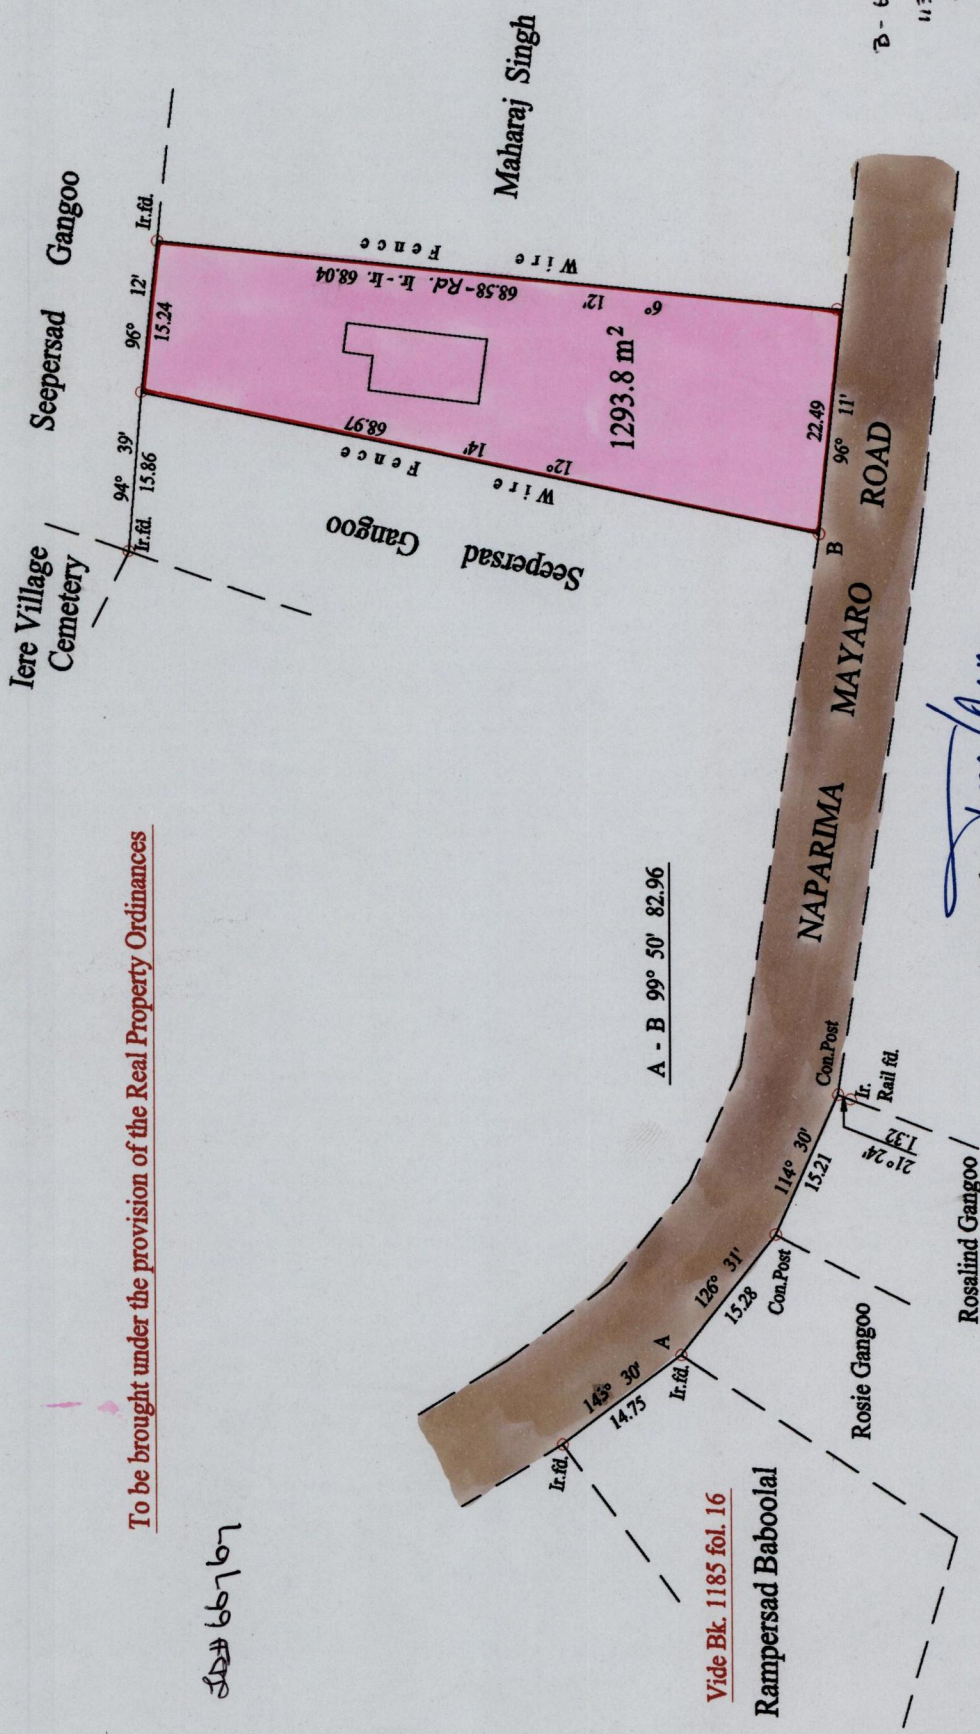 To be brought under the provision of the Real Property Ordinances
Iere Village
Cemetery
Seepersad Gangoo
Ir.fd.
94° 39'
15.86
96° 12'
15.24
Ir.fd.
Wire Fence
12° 14' 68.97
Seepersad
Gangoo
1293.8 m²
6° 12' 68.58-Rd. Ir.-Ir. 68.04
Wire Fence
Maharaj Singh
22.49
96° 11'
B
NAPARIMA MAYARO ROAD
A - B 99° 50' 82.96
Con.Post
Ir.
Rail fd.
21° 24'
1.32
114° 30'
15.21
Con.Post
126° 31'
15.28
A
Ir.fd.
30'
14.75
Ir.fd.
Rosalind Gangoo
Rosie Gangoo
Vide Bk. 1185 fol. 16
Rampersad Baboolal